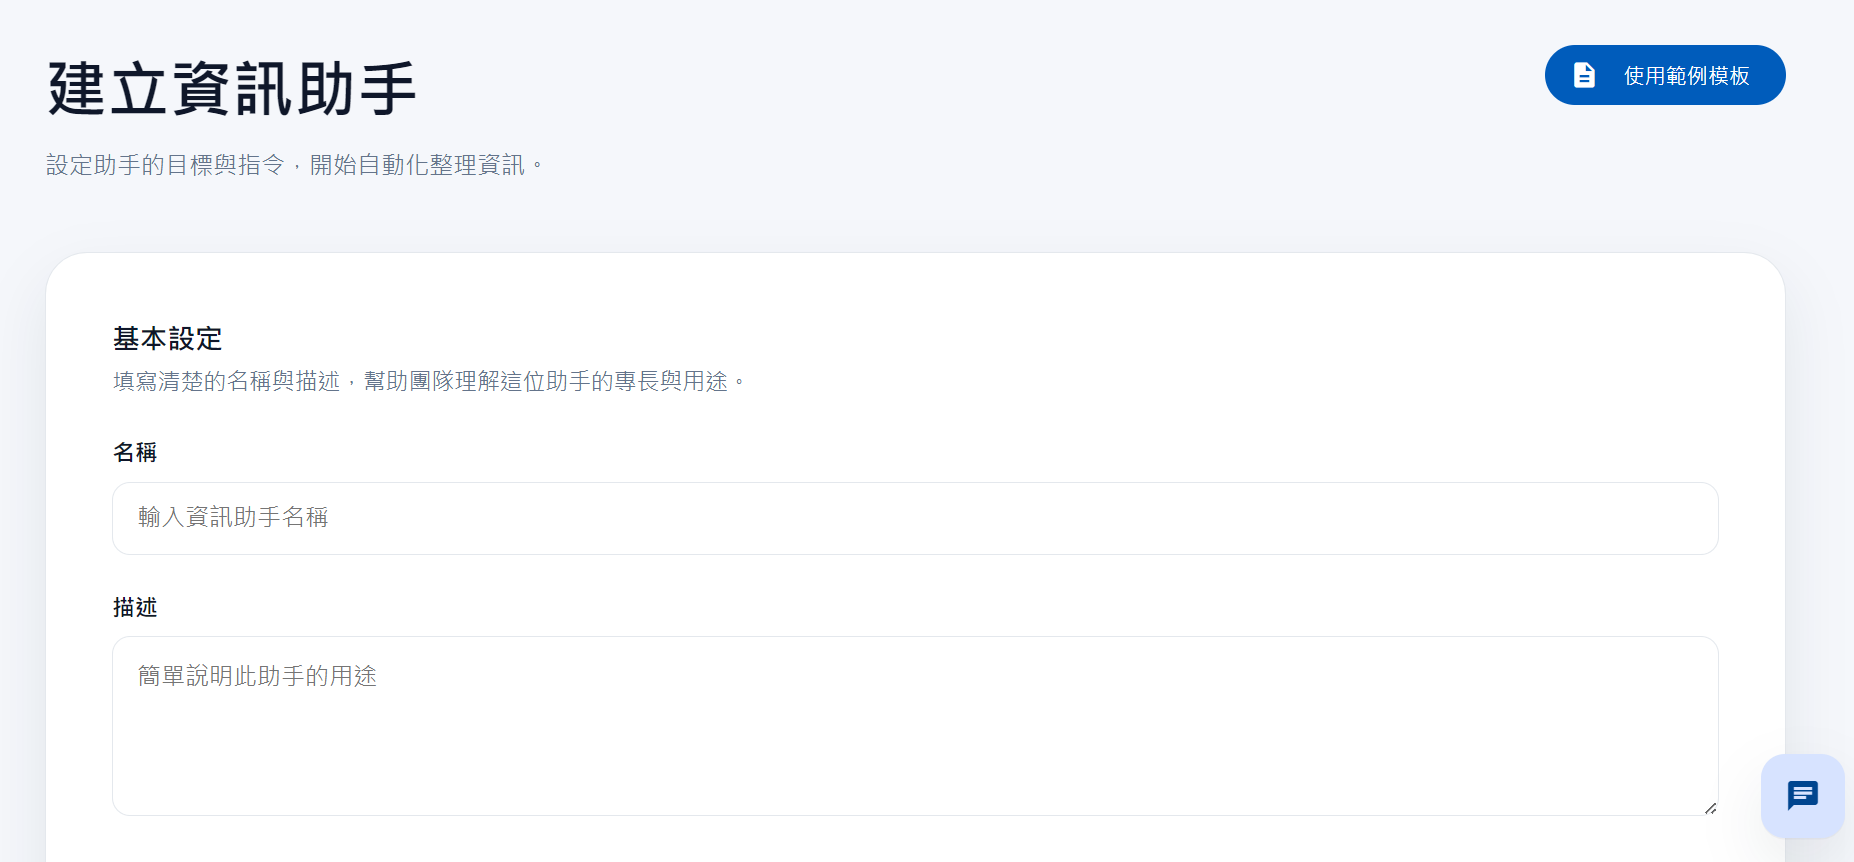 建立資訊助手
使用範例模板
設定助手的目標與指令，開始自動化整理資訊。
基本設定
填寫清楚的名稱與描述，幫助團隊理解這位助手的專長與用途。
名稱
輸入資訊助手名稱
描述
簡單說明此助手的用途